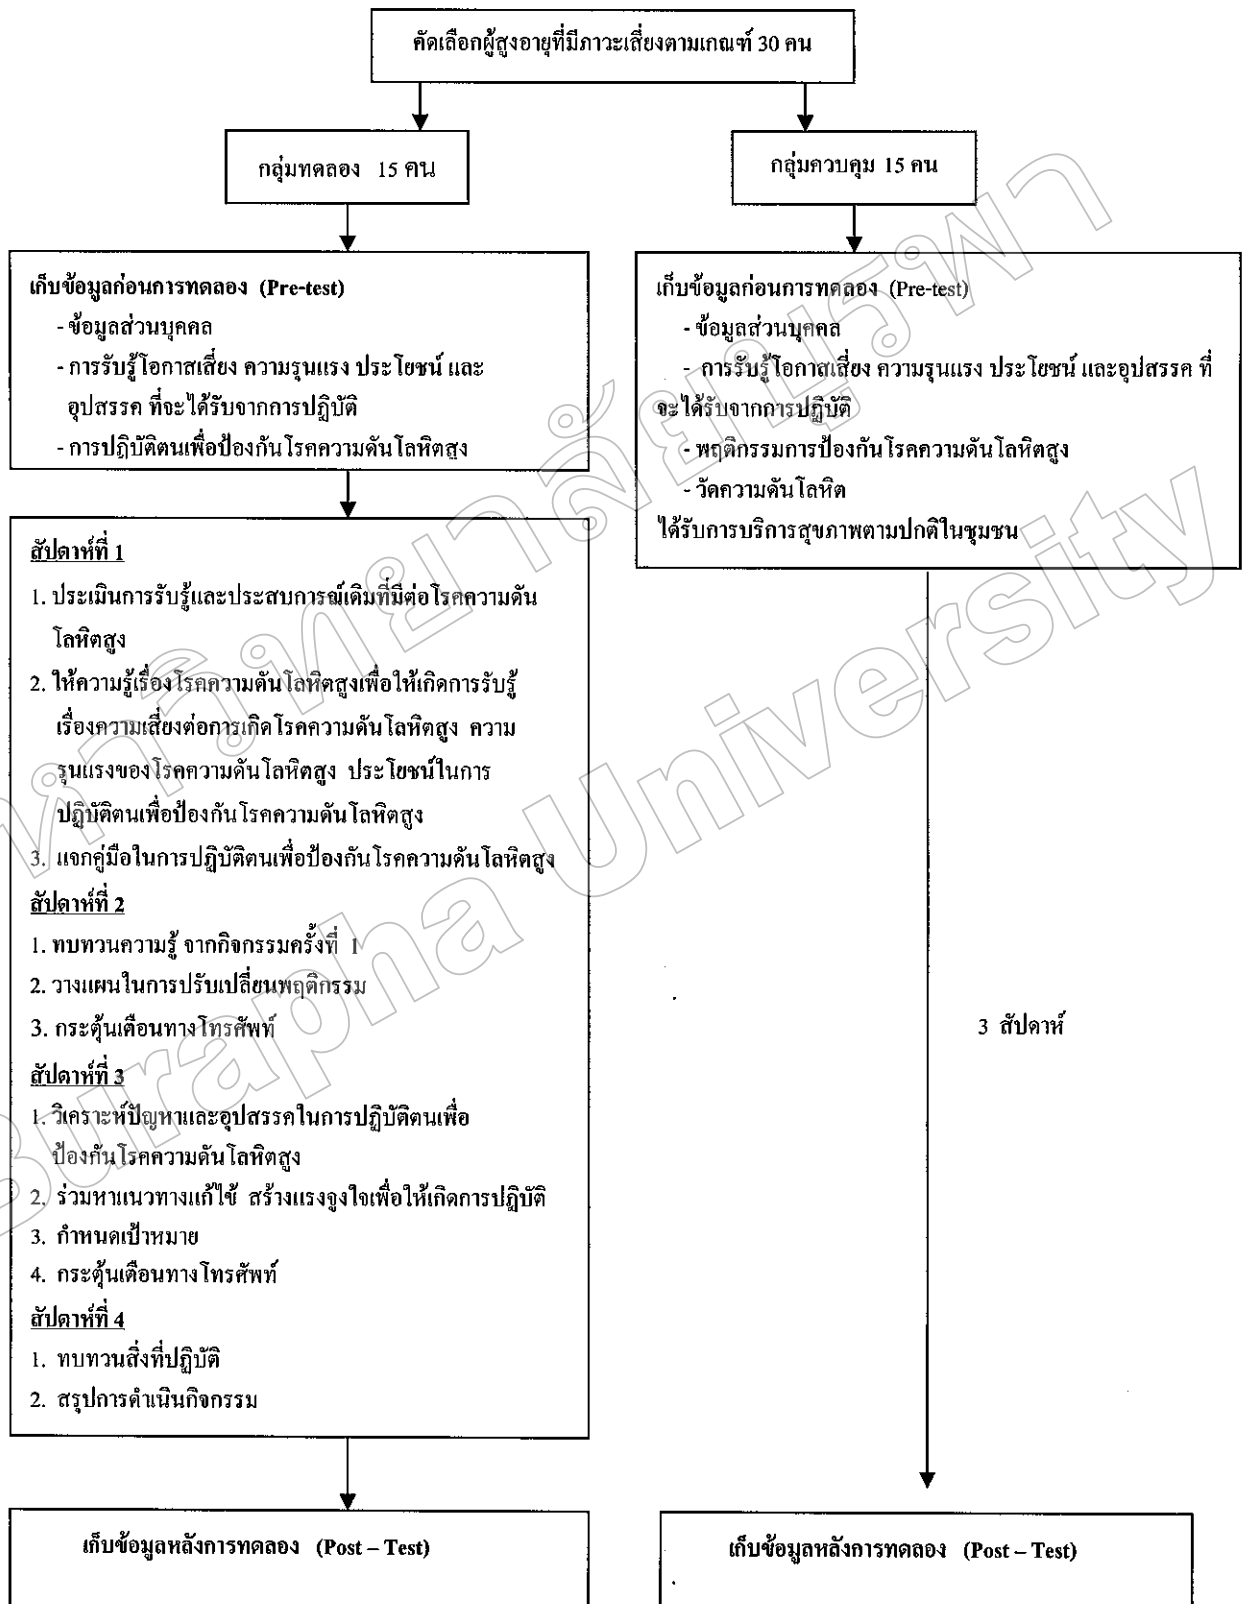 คัดเลือกผู้สูงอายุที่มีภาวะเสี่ยงตามเกณฑ์ 30 คน
กลุ่มทดลอง 15 คน
กลุ่มควบคุม 15 คน
เก็บข้อมูลก่อนการทดลอง (Pre-test)
- ข้อมูลส่วนบุคคล
- การรับรู้โอกาสเสี่ยง ความรุนแรง ประโยชน์ และ
อุปสรรค ที่จะได้รับจากการปฏิบัติ
- การปฏิบัติตนเพื่อป้องกันโรคความดันโลหิตสูง
เก็บข้อมูลก่อนการทดลอง (Pre-test)
- ข้อมูลส่วนบุคคล
- การรับรู้โอกาสเสี่ยง ความรุนแรง ประโยชน์ และอุปสรรค ที่
จะได้รับจากการปฏิบัติ
- พฤติกรรมการป้องกันโรคความดันโลหิตสูง
- วัดความดันโลหิต
ได้รับการบริการสุขภาพตามปกติในชุมชน
สัปดาห์ที่ 1
1. ประเมินการรับรู้และประสบการณ์เดิมที่มีต่อโรคความดัน
โลหิตสูง
2. ให้ความรู้เรื่องโรคความดันโลหิตสูงเพื่อให้เกิดการรับรู้
เรื่องความเสี่ยงต่อการเกิดโรคความดันโลหิตสูง ความ
รุนแรงของโรคความดันโลหิตสูง ประโยชน์ในการ
ปฏิบัติตนเพื่อป้องกันโรคความดันโลหิตสูง
3. แจกคู่มือในการปฏิบัติตนเพื่อป้องกันโรคความดันโลหิตสูง
สัปดาห์ที่ 2
1. ทบทวนความรู้ จากกิจกรรมครั้งที่ 1
2. วางแผนในการปรับเปลี่ยนพฤติกรรม
3. กระตุ้นเตือนทางโทรศัพท์
สัปดาห์ที่ 3
1. วิเคราะห์ปัญหาและอุปสรรคในการปฏิบัติตนเพื่อ
ป้องกันโรคความดันโลหิตสูง
2. ร่วมหาแนวทางแก้ไข้ สร้างแรงจูงใจเพื่อให้เกิดการปฏิบัติ
3. กำหนดเป้าหมาย
4. กระตุ้นเตือนทางโทรศัพท์
สัปดาห์ที่ 4
1. ทบทวนสิ่งที่ปฏิบัติ
2. สรุปการดำเนินกิจกรรม
3 สัปดาห์
เก็บข้อมูลหลังการทดลอง (Post – Test)
เก็บข้อมูลหลังการทดลอง (Post – Test)
มหาวิทยาลัยบูรพา
Burapha University